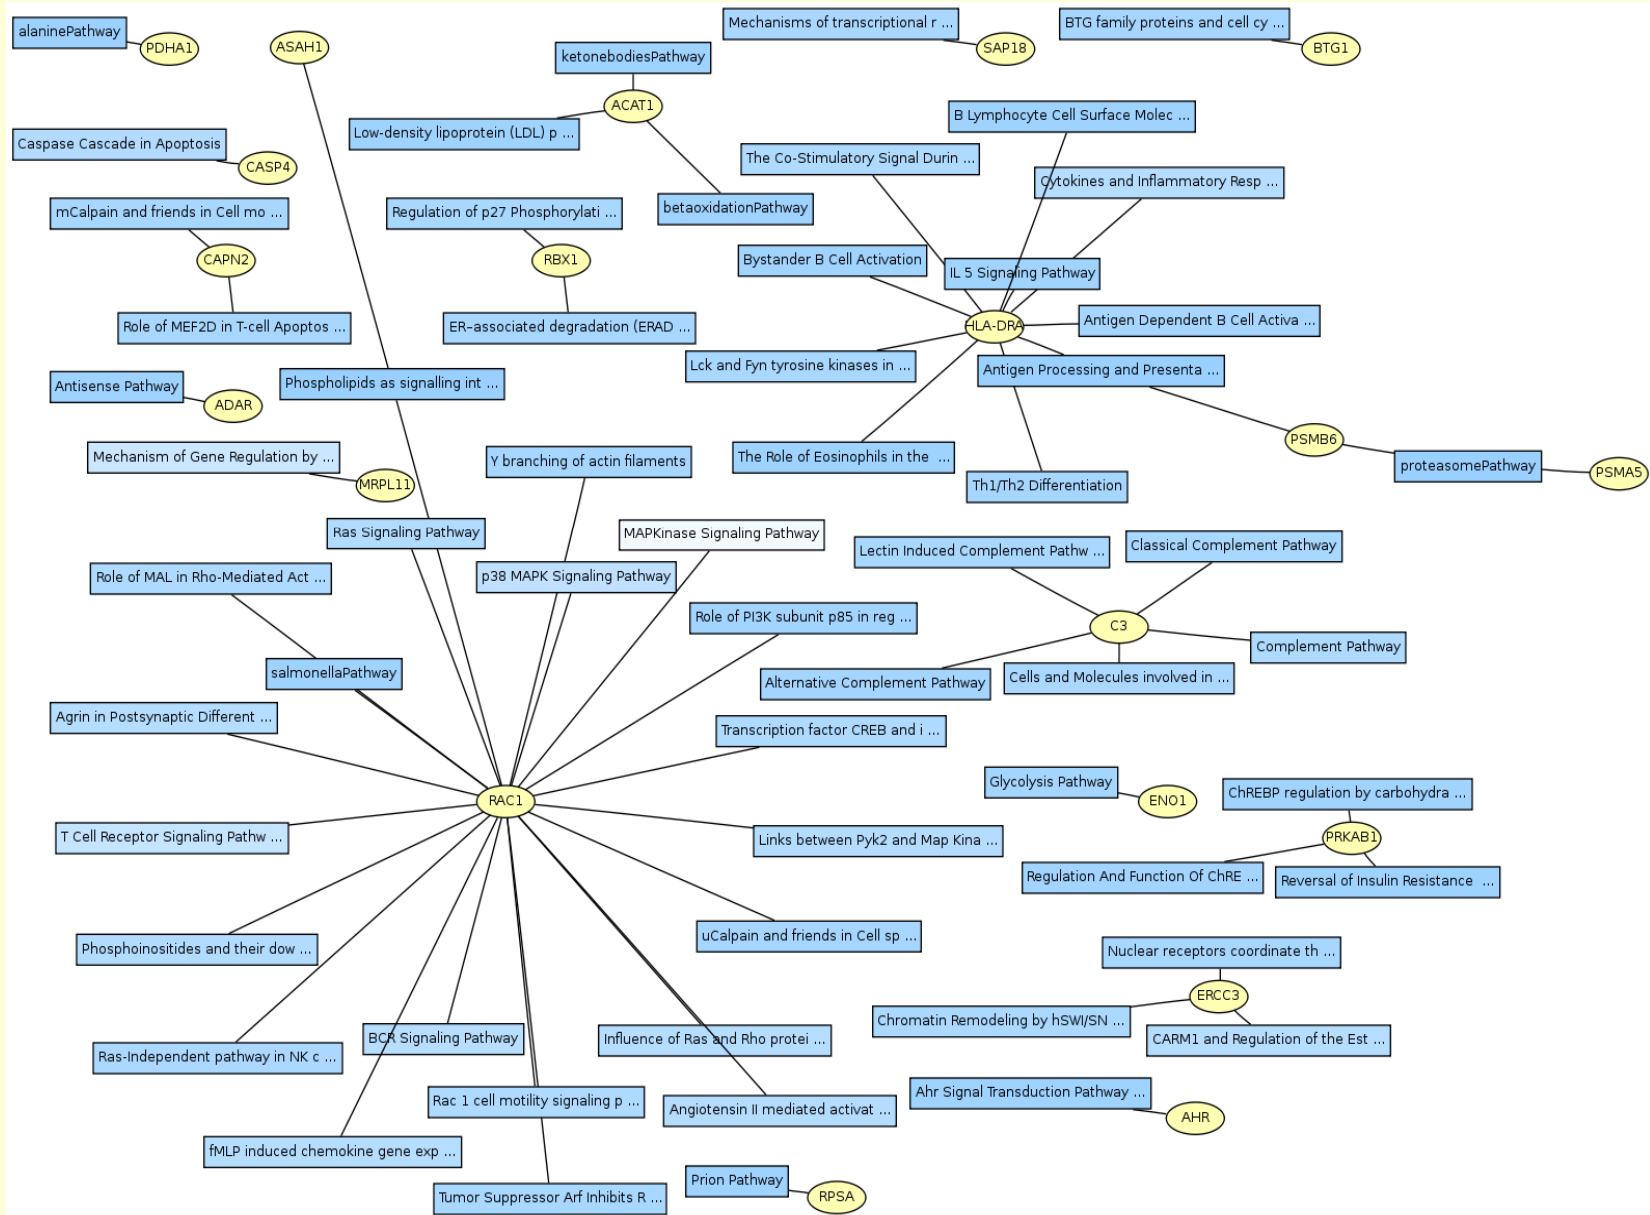 alaninePathway
PDHA1
ASAH1
Mechanisms of transcriptional r ...
SAP18
BTG family proteins and cell cy ...
BTG1
ketonebodiesPathway
ACAT1
Low-density lipoprotein (LDL) p ...
betaoxidationPathway
B Lymphocyte Cell Surface Molec ...
The Co-Stimulatory Signal Durin ...
Cytokines and Inflammatory Resp ...
Caspase Cascade in Apoptosis
CASP4
mCalpain and friends in Cell mo ...
CAPN2
Role of MEF2D in T-cell Apoptos ...
Regulation of p27 Phosphorylati ...
RBX1
ER–associated degradation (ERAD ...
Bystander B Cell Activation
IL 5 Signaling Pathway
HLA-DRA
Antigen Dependent B Cell Activa ...
Lck and Fyn tyrosine kinases in ...
Antigen Processing and Presenta ...
Phospholipids as signalling int ...
Antisense Pathway
ADAR
PSMB6
proteasomePathway
PSMA5
Mechanism of Gene Regulation by ...
MRPL11
Y branching of actin filaments
The Role of Eosinophils in the  ...
Th1/Th2 Differentiation
Ras Signaling Pathway
MAPKinase Signaling Pathway
p38 MAPK Signaling Pathway
Lectin Induced Complement Pathw ...
Classical Complement Pathway
Role of MAL in Rho-Mediated Act ...
Role of PI3K subunit p85 in reg ...
C3
Complement Pathway
salmonellaPathway
Alternative Complement Pathway
Cells and Molecules involved in ...
Agrin in Postsynaptic Different ...
Transcription factor CREB and i ...
RAC1
Glycolysis Pathway
ENO1
ChREBP regulation by carbohydra ...
PRKAB1
T Cell Receptor Signaling Pathw ...
Links between Pyk2 and Map Kina ...
Regulation And Function Of ChRE ...
Reversal of Insulin Resistance  ...
Phosphoinositides and their dow ...
uCalpain and friends in Cell sp ...
Nuclear receptors coordinate th ...
ERCC3
Chromatin Remodeling by hSWI/SN ...
CARM1 and Regulation of the Est ...
Ras-Independent pathway in NK c ...
BCR Signaling Pathway
Influence of Ras and Rho protei ...
Rac 1 cell motility signaling p ...
Angiotensin II mediated activat ...
Ahr Signal Transduction Pathway ...
AHR
fMLP induced chemokine gene exp ...
Tumor Suppressor Arf Inhibits R ...
Prion Pathway
RPSA